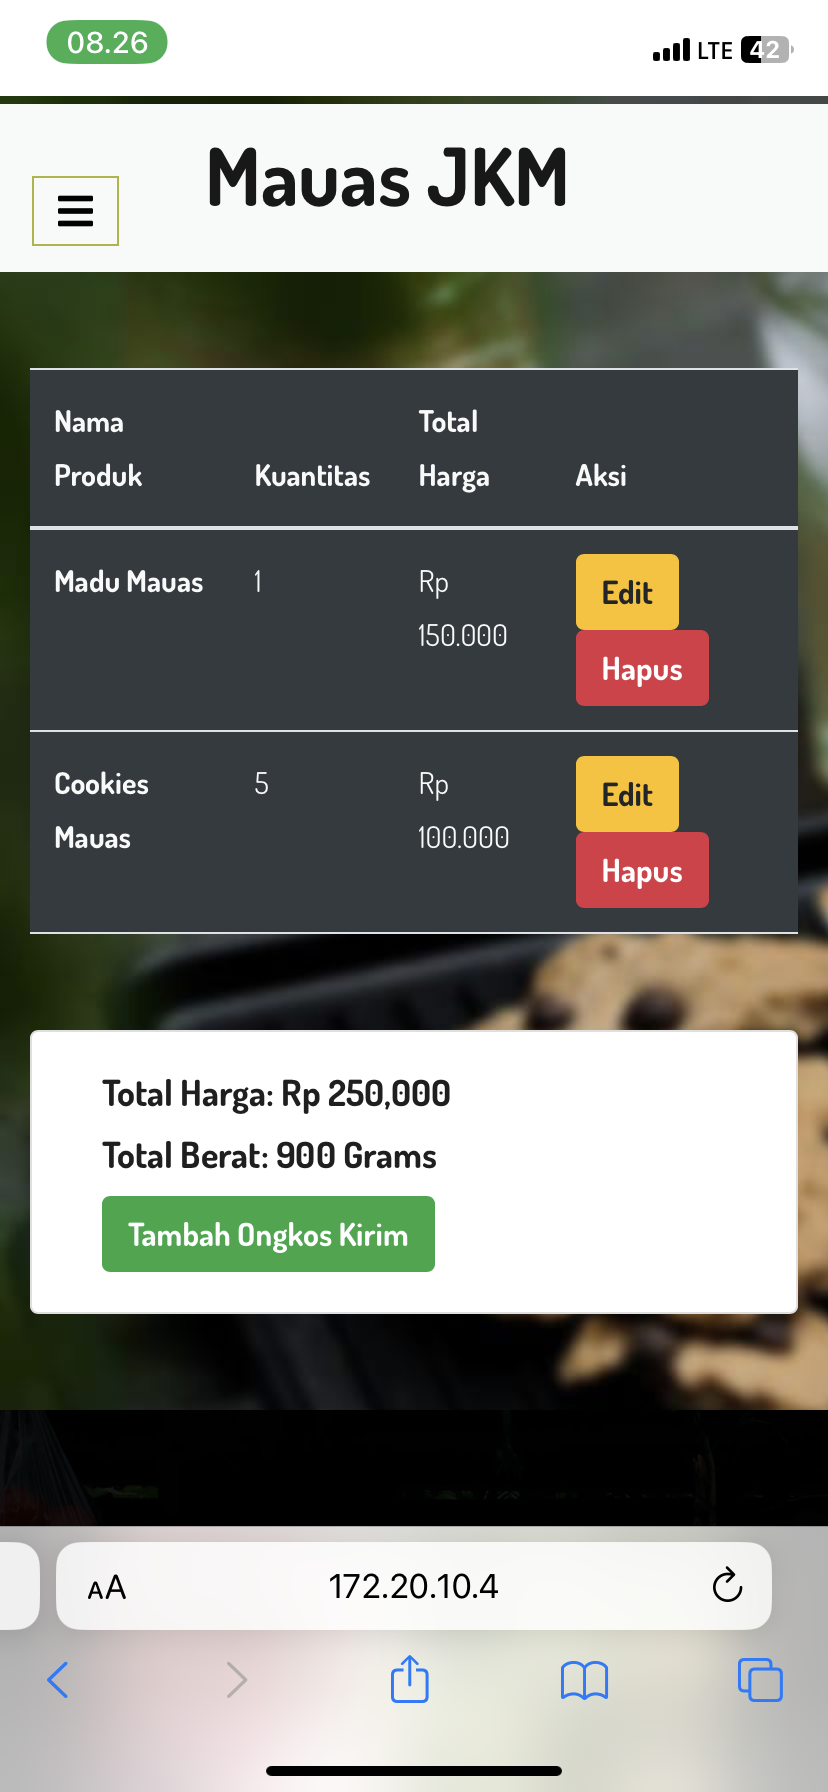 08.26
LTE 42
Mauas JKM
Nama Produk Kuantitas Total Harga Aksi
Madu Mauas 1 Rp 150.000 Edit
Hapus
Cookies Mauas 5 Rp 100.000 Edit
Hapus
Total Harga: Rp 250,000
Total Berat: 900 Grams
Tambah Ongkos Kirim
AA 172.20.10.4